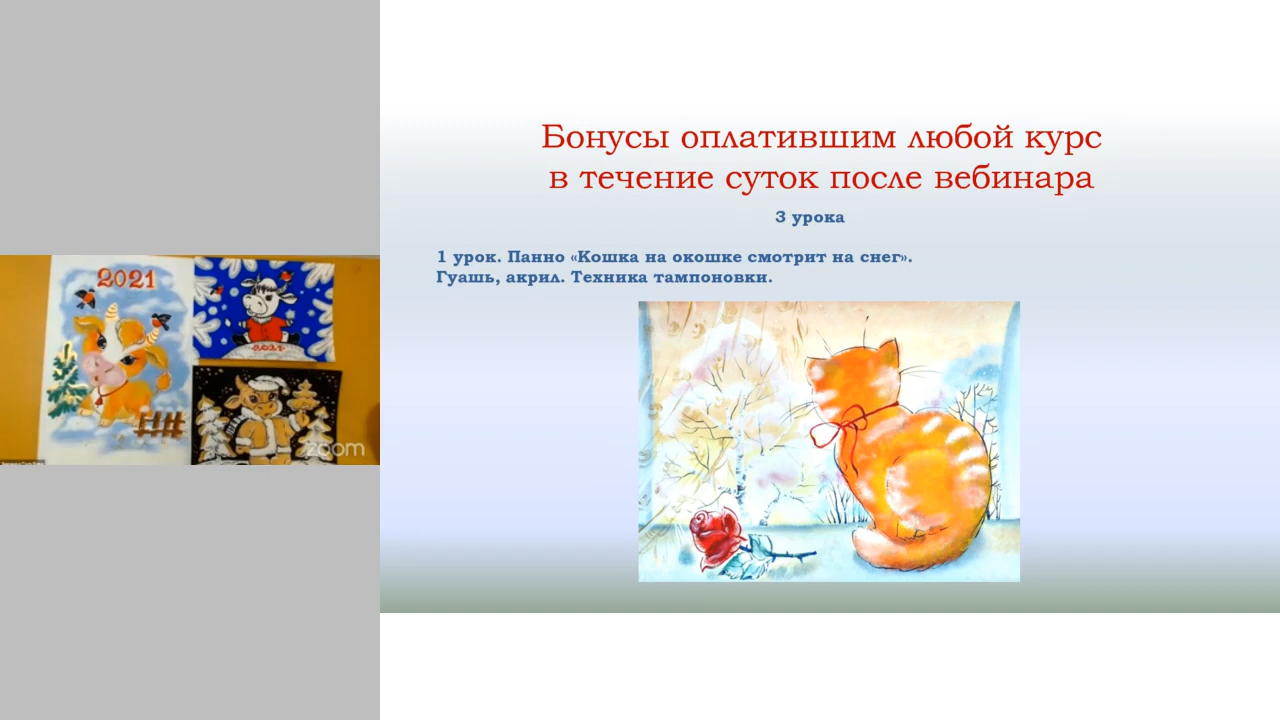 Бонусы оплатившим любой курс
в течение суток после вебинара
3 урока
1 урок. Панно «Кошка на окошке смотрит на снег».
Гуашь, акрил. Техника тампоновки.
2021
2021
zoom